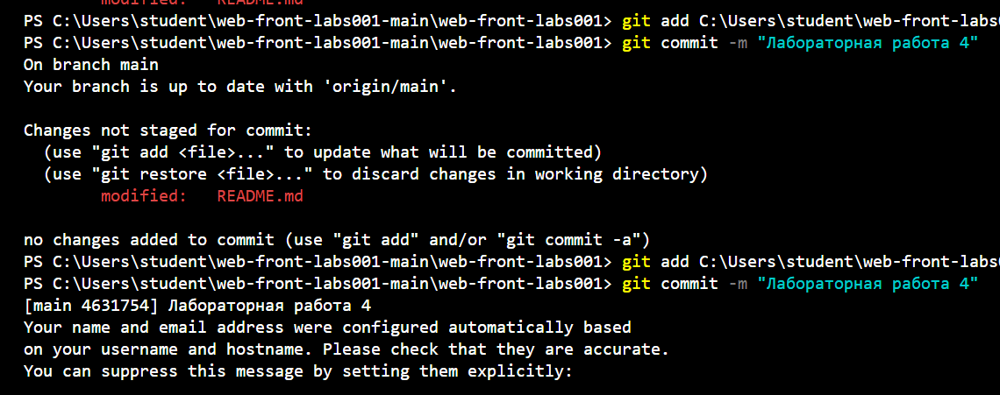 modified: README.md
PS C:\Users\student\web-front-labs001-main\web-front-labs001> git add C:\Users\student\web-front-labs0
PS C:\Users\student\web-front-labs001-main\web-front-labs001> git commit -m "Лабораторная работа 4"
On branch main
Your branch is up to date with 'origin/main'.
Changes not staged for commit:
(use "git add <file>..." to update what will be committed)
(use "git restore <file>..." to discard changes in working directory)
modified: README.md
no changes added to commit (use "git add" and/or "git commit -a")
PS C:\Users\student\web-front-labs001-main\web-front-labs001> git add C:\Users\student\web-front-labs0
PS C:\Users\student\web-front-labs001-main\web-front-labs001> git commit -m "Лабораторная работа 4"
[main 4631754] Лабораторная работа 4
Your name and email address were configured automatically based
on your username and hostname. Please check that they are accurate.
You can suppress this message by setting them explicitly: